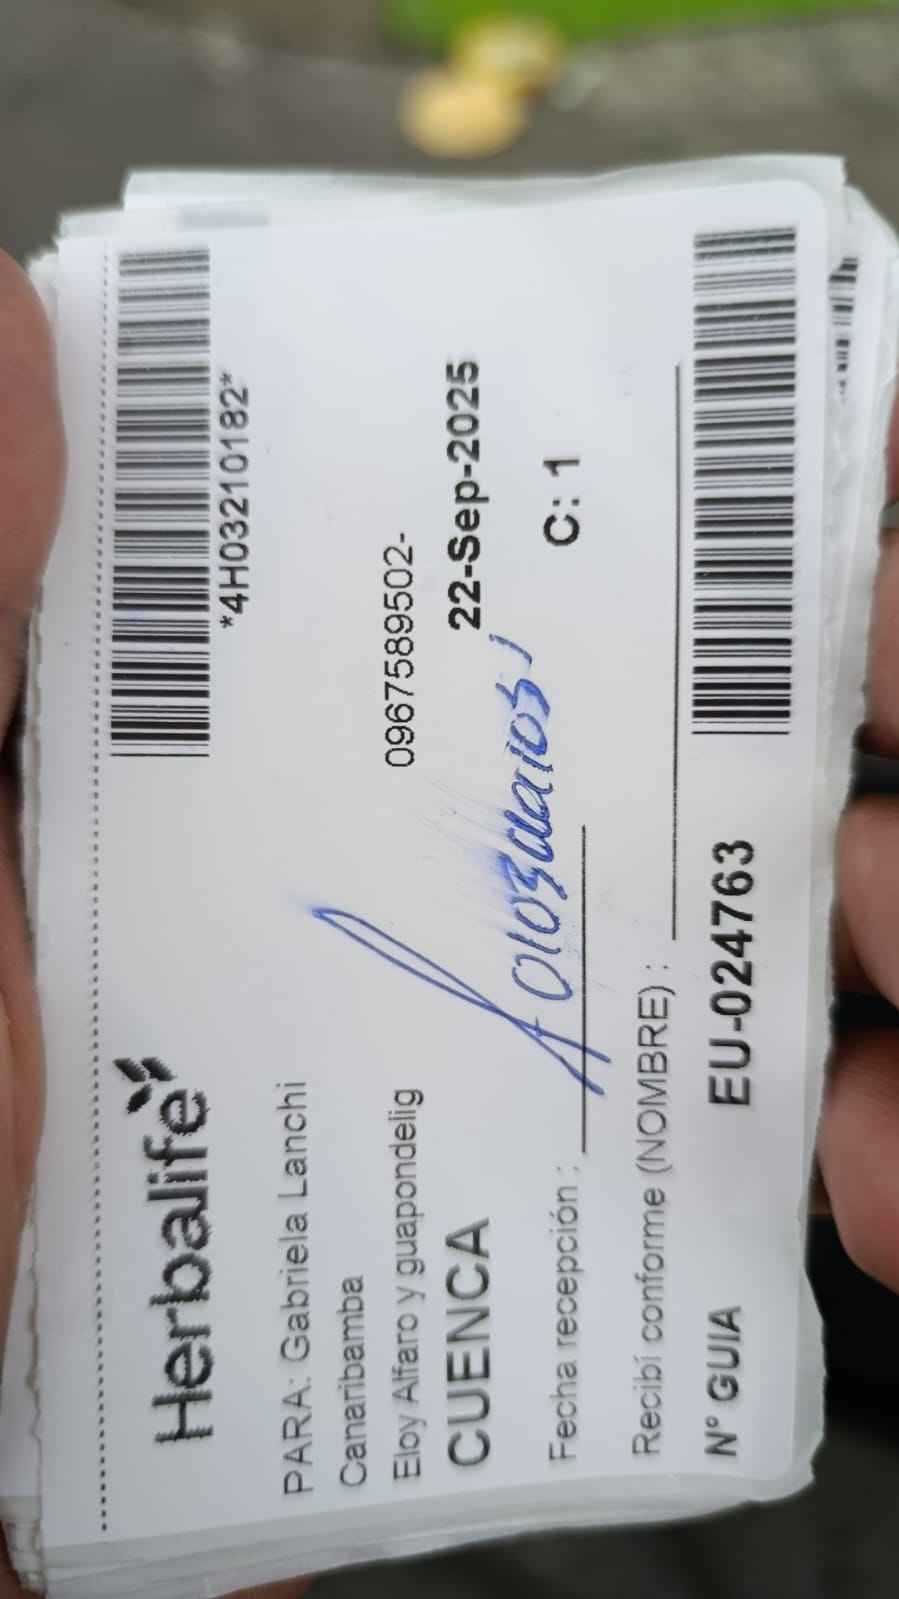 Herbalife
*4H03210182*
PARA: Gabriela Lanchi
Canaribamba
Eloy Alfaro y guapondelig 0967589502-
CUENCA 22-Sep-2025
Fecha recepción : C: 1
Recibí conforme (NOMBRE) :
N° GUIA EU-024763